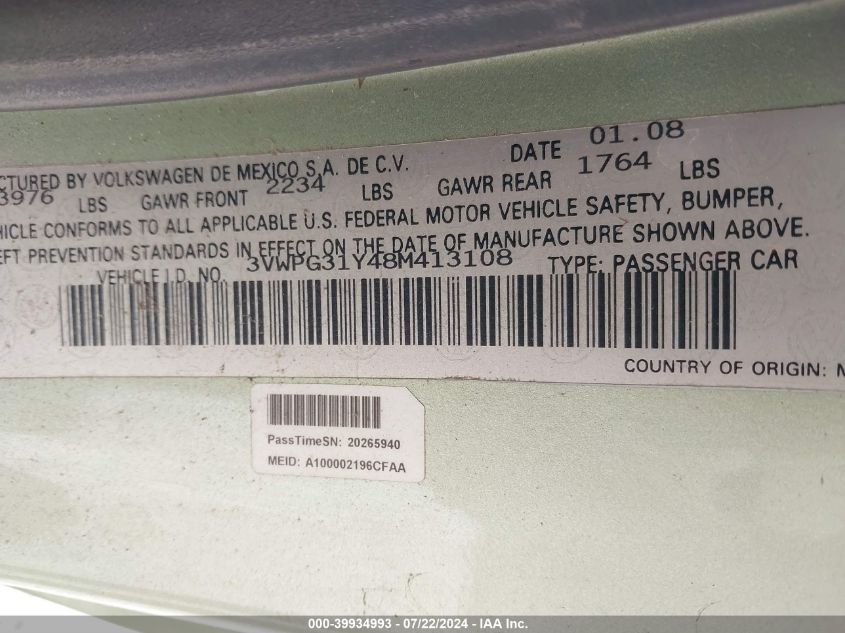 CTURED BY VOLKSWAGEN DE MEXICO S.A. DE C.V. DATE 01.08
3976 LBS GAWR FRONT 2234 LBS GAWR REAR 1764 LBS
HICLE CONFORMS TO ALL APPLICABLE U.S. FEDERAL MOTOR VEHICLE SAFETY, BUMPER,
EFT PREVENTION STANDARDS IN EFFECT ON THE DATE OF MANUFACTURE SHOWN ABOVE.
VEHICLE I.D. NO. 3VWPG31Y48M413108 TYPE: PASSENGER CAR
COUNTRY OF ORIGIN: M
PassTimeSN: 20265940
MEID: A100002196CFAA
000-39934993 - 07/22/2024 - IAA Inc.